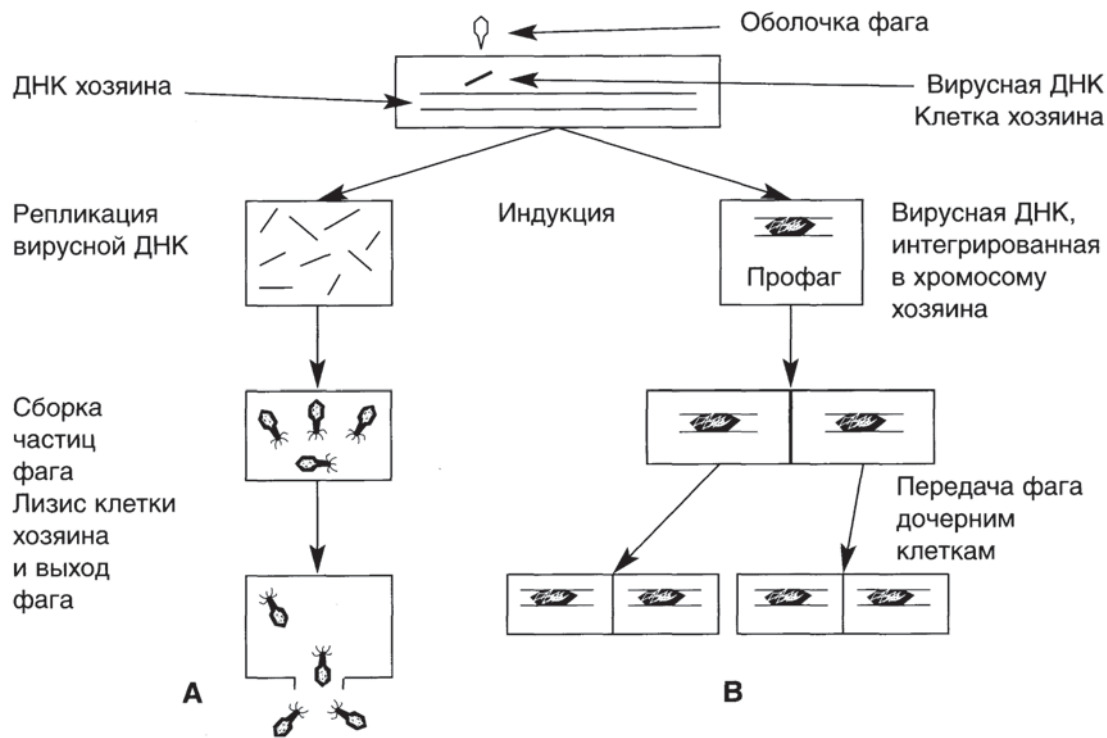 Оболочка фага
ДНК хозяина
Вирусная ДНК
Клетка хозяина
Репликация
вирусной ДНК
Индукция
Профаг
Вирусная ДНК,
интегрированная
в хромосому
хозяина
Сборка
частиц
фага
Лизис клетки
хозяина
и выход
фага
Передача фага
дочерним
клеткам
А
В